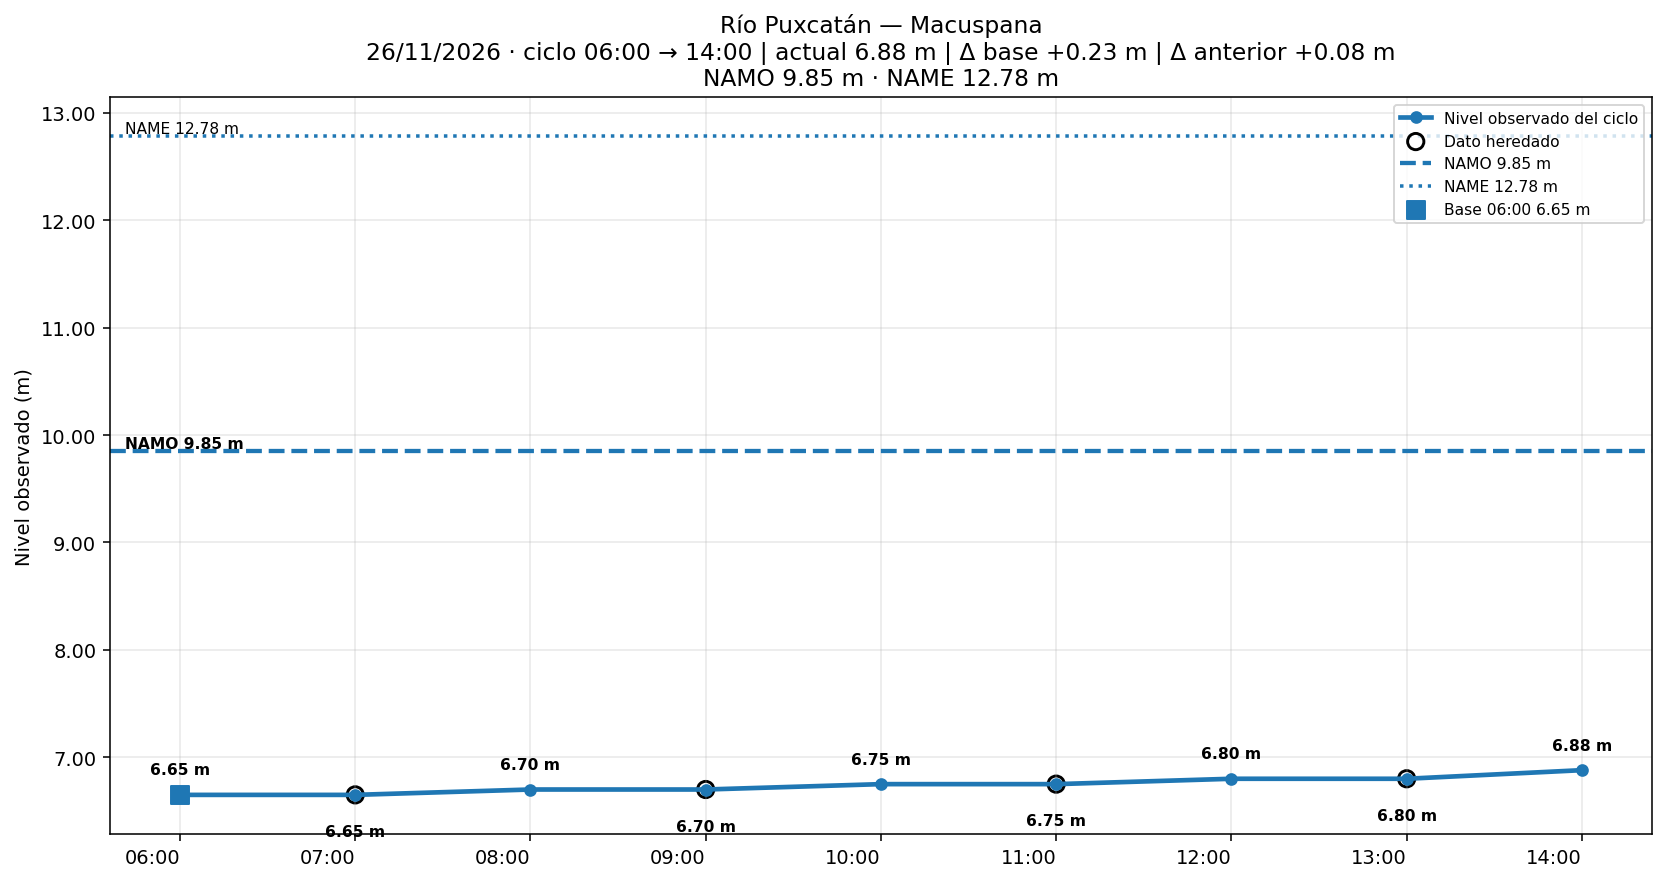 Río Puxcatán — Macuspana
26/11/2026 · ciclo 06:00 → 14:00 | actual 6.88 m | Δ base +0.23 m | Δ anterior +0.08 m
NAMO 9.85 m · NAME 12.78 m
Nivel observado (m)
13.00
12.00
11.00
10.00
9.00
8.00
7.00
NAME 12.78 m
NAMO 9.85 m
Nivel observado del ciclo
Dato heredado
NAMO 9.85 m
NAME 12.78 m
Base 06:00 6.65 m
6.65 m
6.65 m
6.70 m
6.70 m
6.75 m
6.75 m
6.80 m
6.80 m
6.88 m
06:00
07:00
08:00
09:00
10:00
11:00
12:00
13:00
14:00